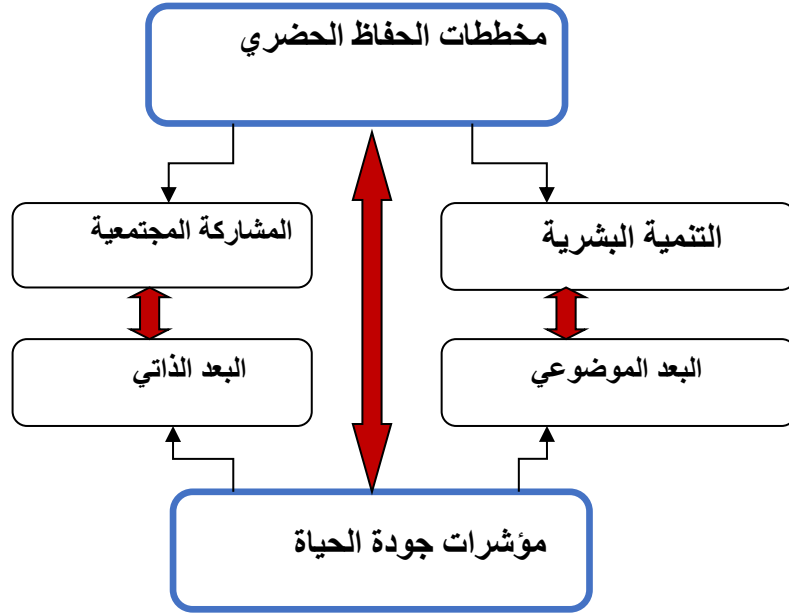 مخططات الحفاظ الحضري
التنمية البشرية
المشاركة المجتمعية
البعد الموضوعي
البعد الذاتي
مؤشرات جودة الحياة